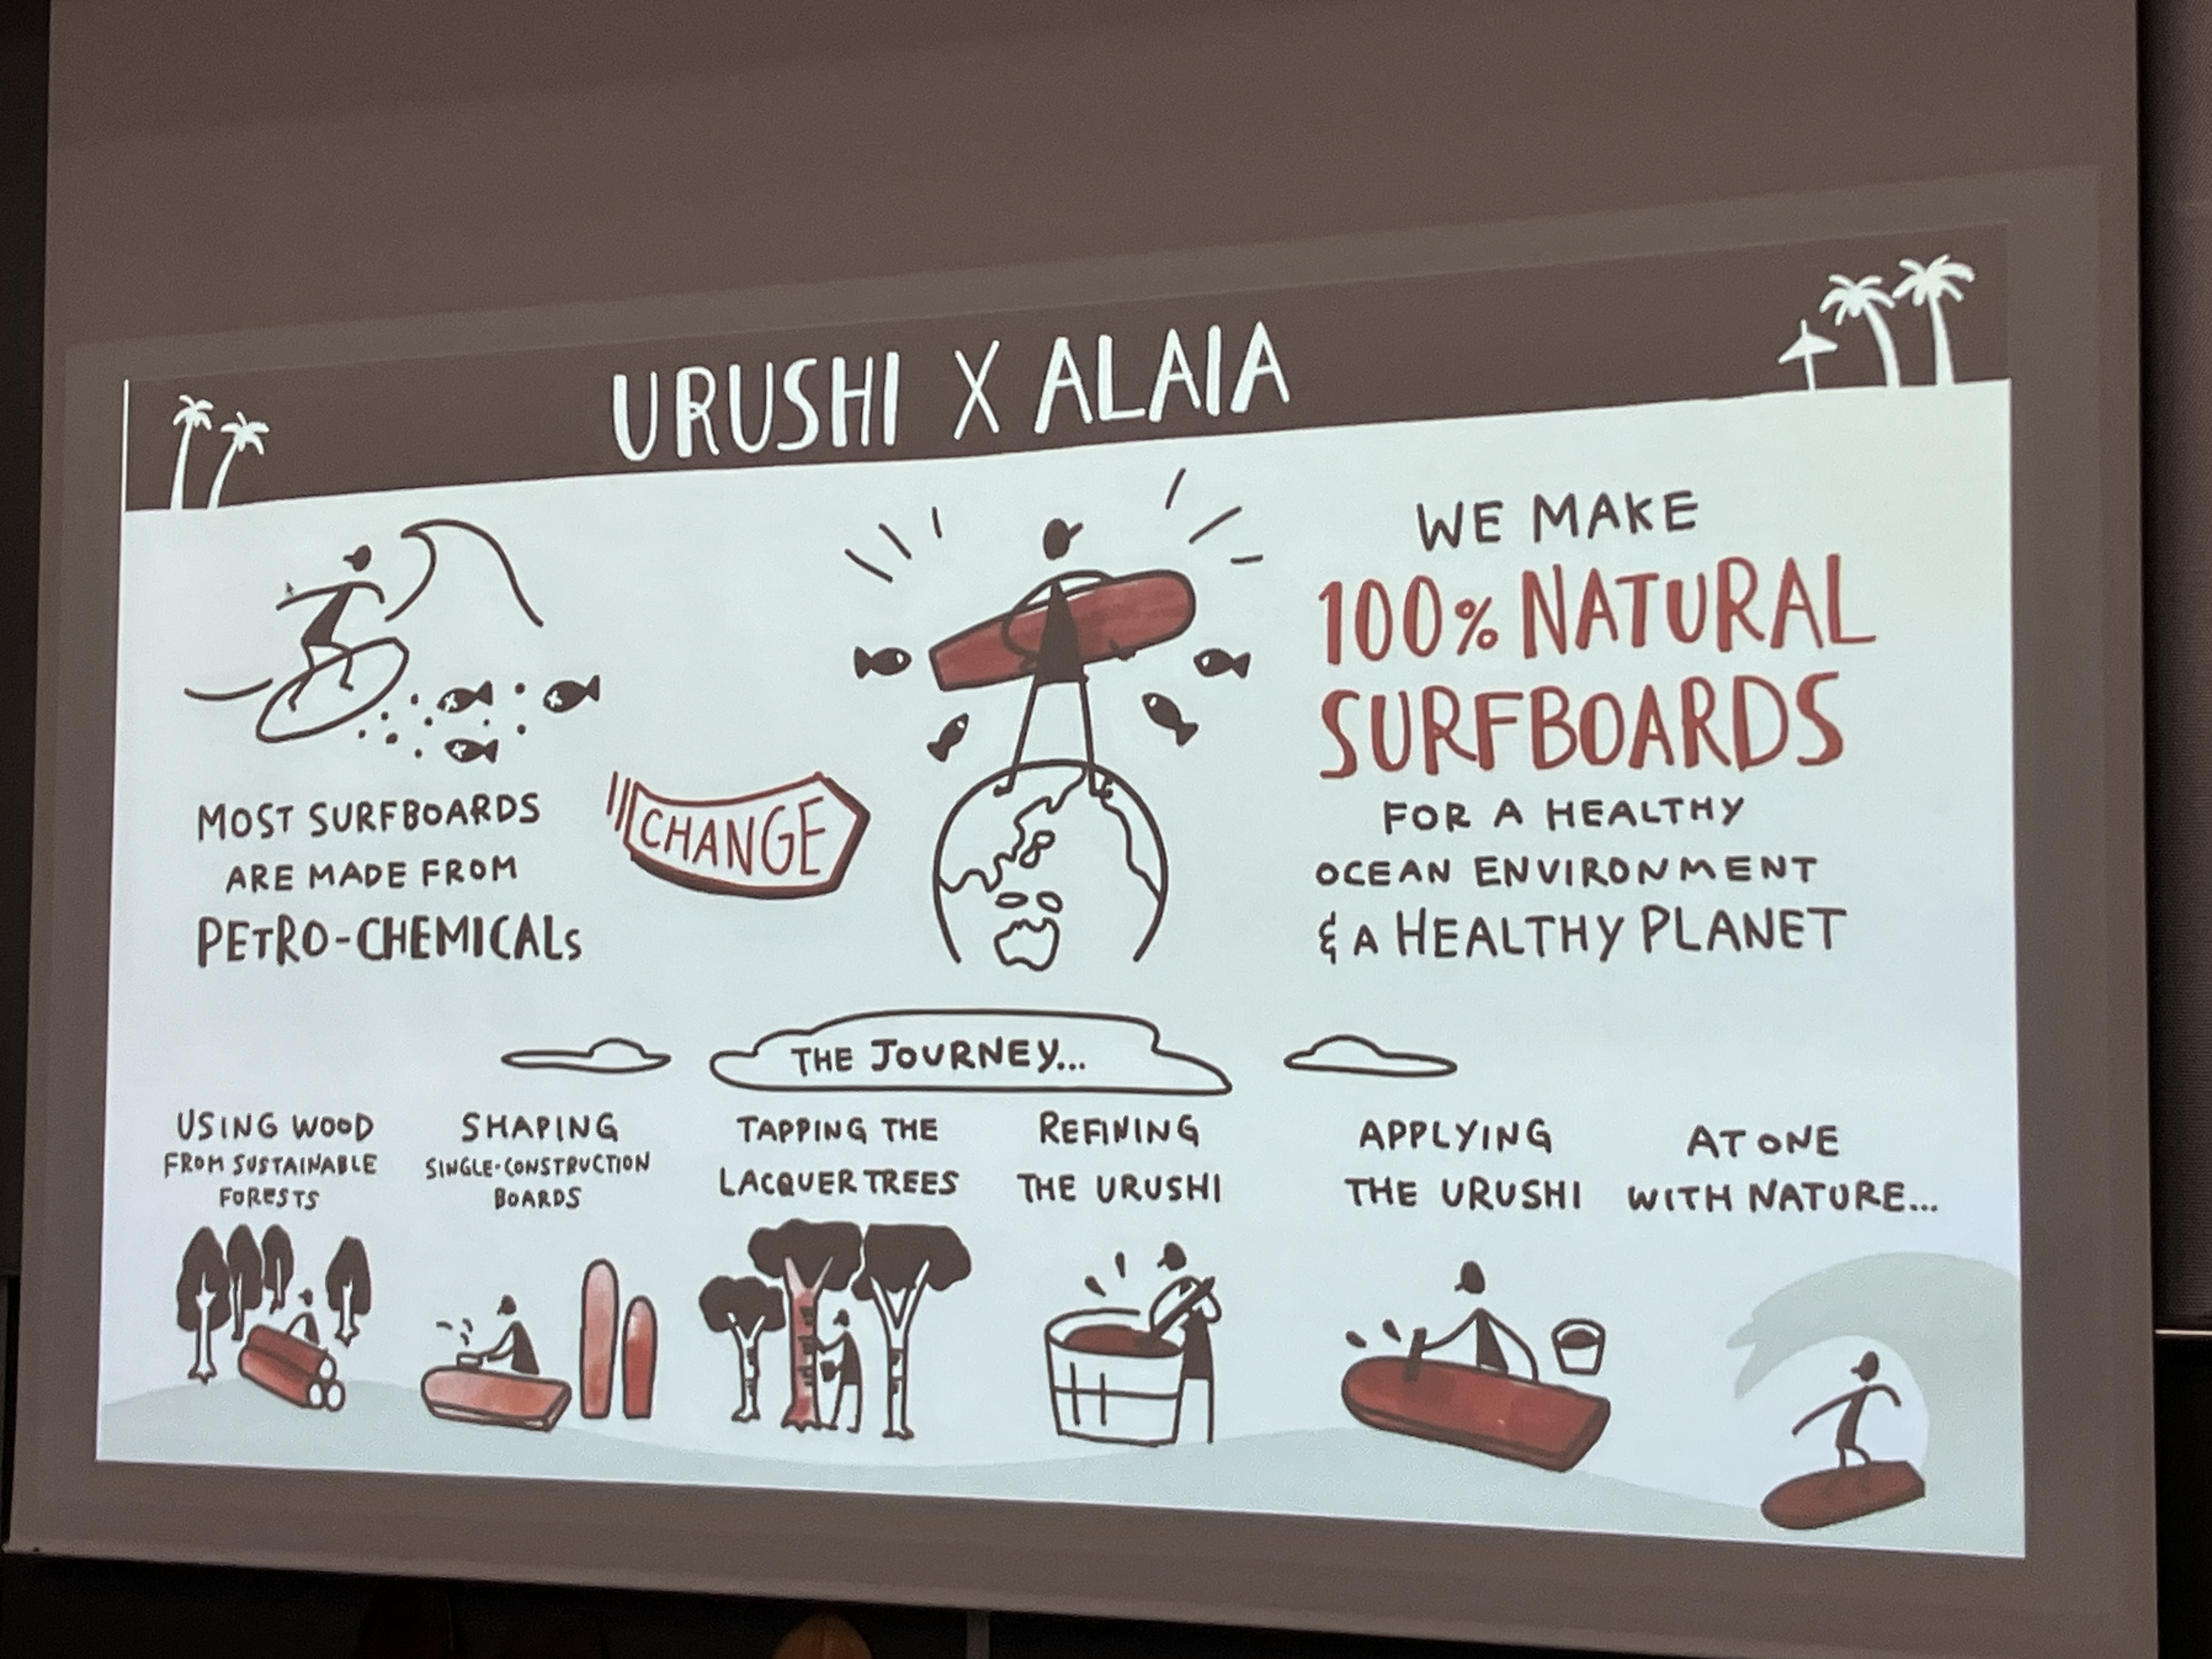 URUSHI X ALAIA
MOST SURFBOARDS
ARE MADE FROM
PETRO-CHEMICALS
CHANGE
WE MAKE
100% NATURAL
SURFBOARDS
FOR A HEALTHY
OCEAN ENVIRONMENT
& A HEALTHY PLANET
THE JOURNEY...
USING WOOD
FROM SUSTAINABLE
FORESTS
SHAPING
SINGLE-CONSTRUCTION
BOARDS
TAPPING THE
LACQUER TREES
REFINING
THE URUSHI
APPLYING
THE URUSHI
AT ONE
WITH NATURE...